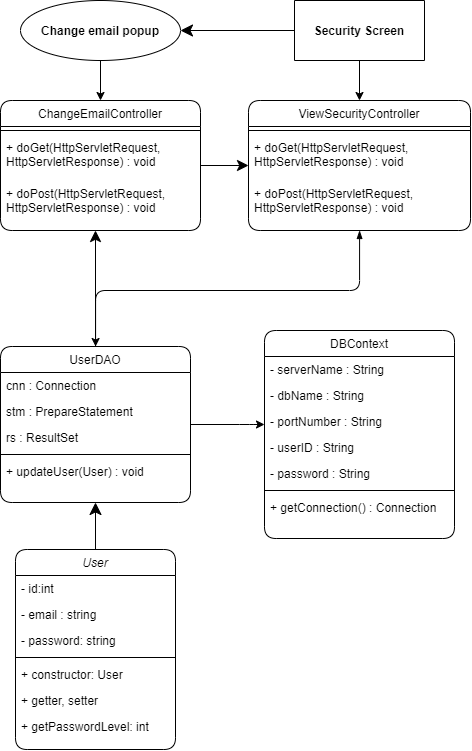 Change email popup
Security Screen
ChangeEmailController
+ doGet(HttpServletRequest,
HttpServletResponse) : void
+ doPost(HttpServletRequest,
HttpServletResponse) : void
ViewSecurityController
+ doGet(HttpServletRequest,
HttpServletResponse) : void
+ doPost(HttpServletRequest,
HttpServletResponse) : void
UserDAO
cnn : Connection
stm : PrepareStatement
rs : ResultSet
+ updateUser(User) : void
DBContext
- serverName : String
- dbName : String
- portNumber : String
- userID : String
- password : String
+ getConnection() : Connection
User
- id:int
- email : string
- password: string
+ constructor: User
+ getter, setter
+ getPasswordLevel: int